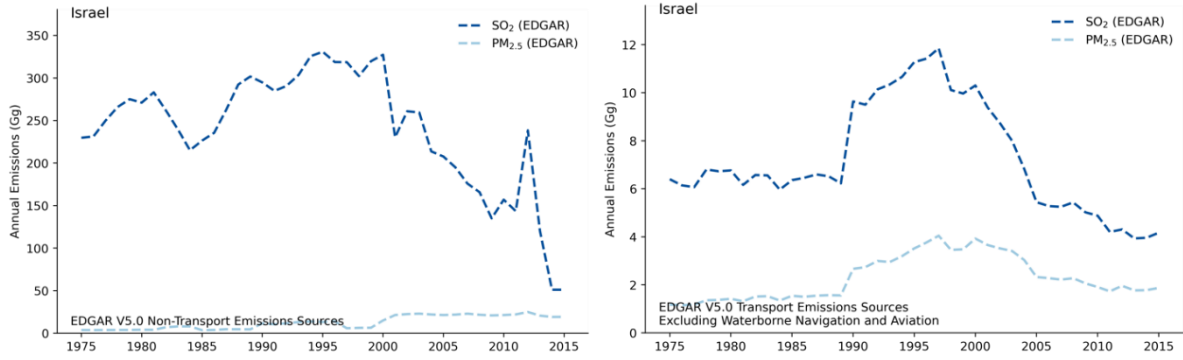 Israel
SO₂ (EDGAR)
PM₂.₅ (EDGAR)
Annual Emissions (Gg)
350
300
250
200
150
100
50
0
EDGAR V5.0 Non-Transport Emissions Sources
1975 1980 1985 1990 1995 2000 2005 2010 2015
Israel
SO₂ (EDGAR)
PM₂.₅ (EDGAR)
Annual Emissions (Gg)
12
10
8
6
4
2
0
EDGAR V5.0 Transport Emissions Sources
Excluding Waterborne Navigation and Aviation
1975 1980 1985 1990 1995 2000 2005 2010 2015